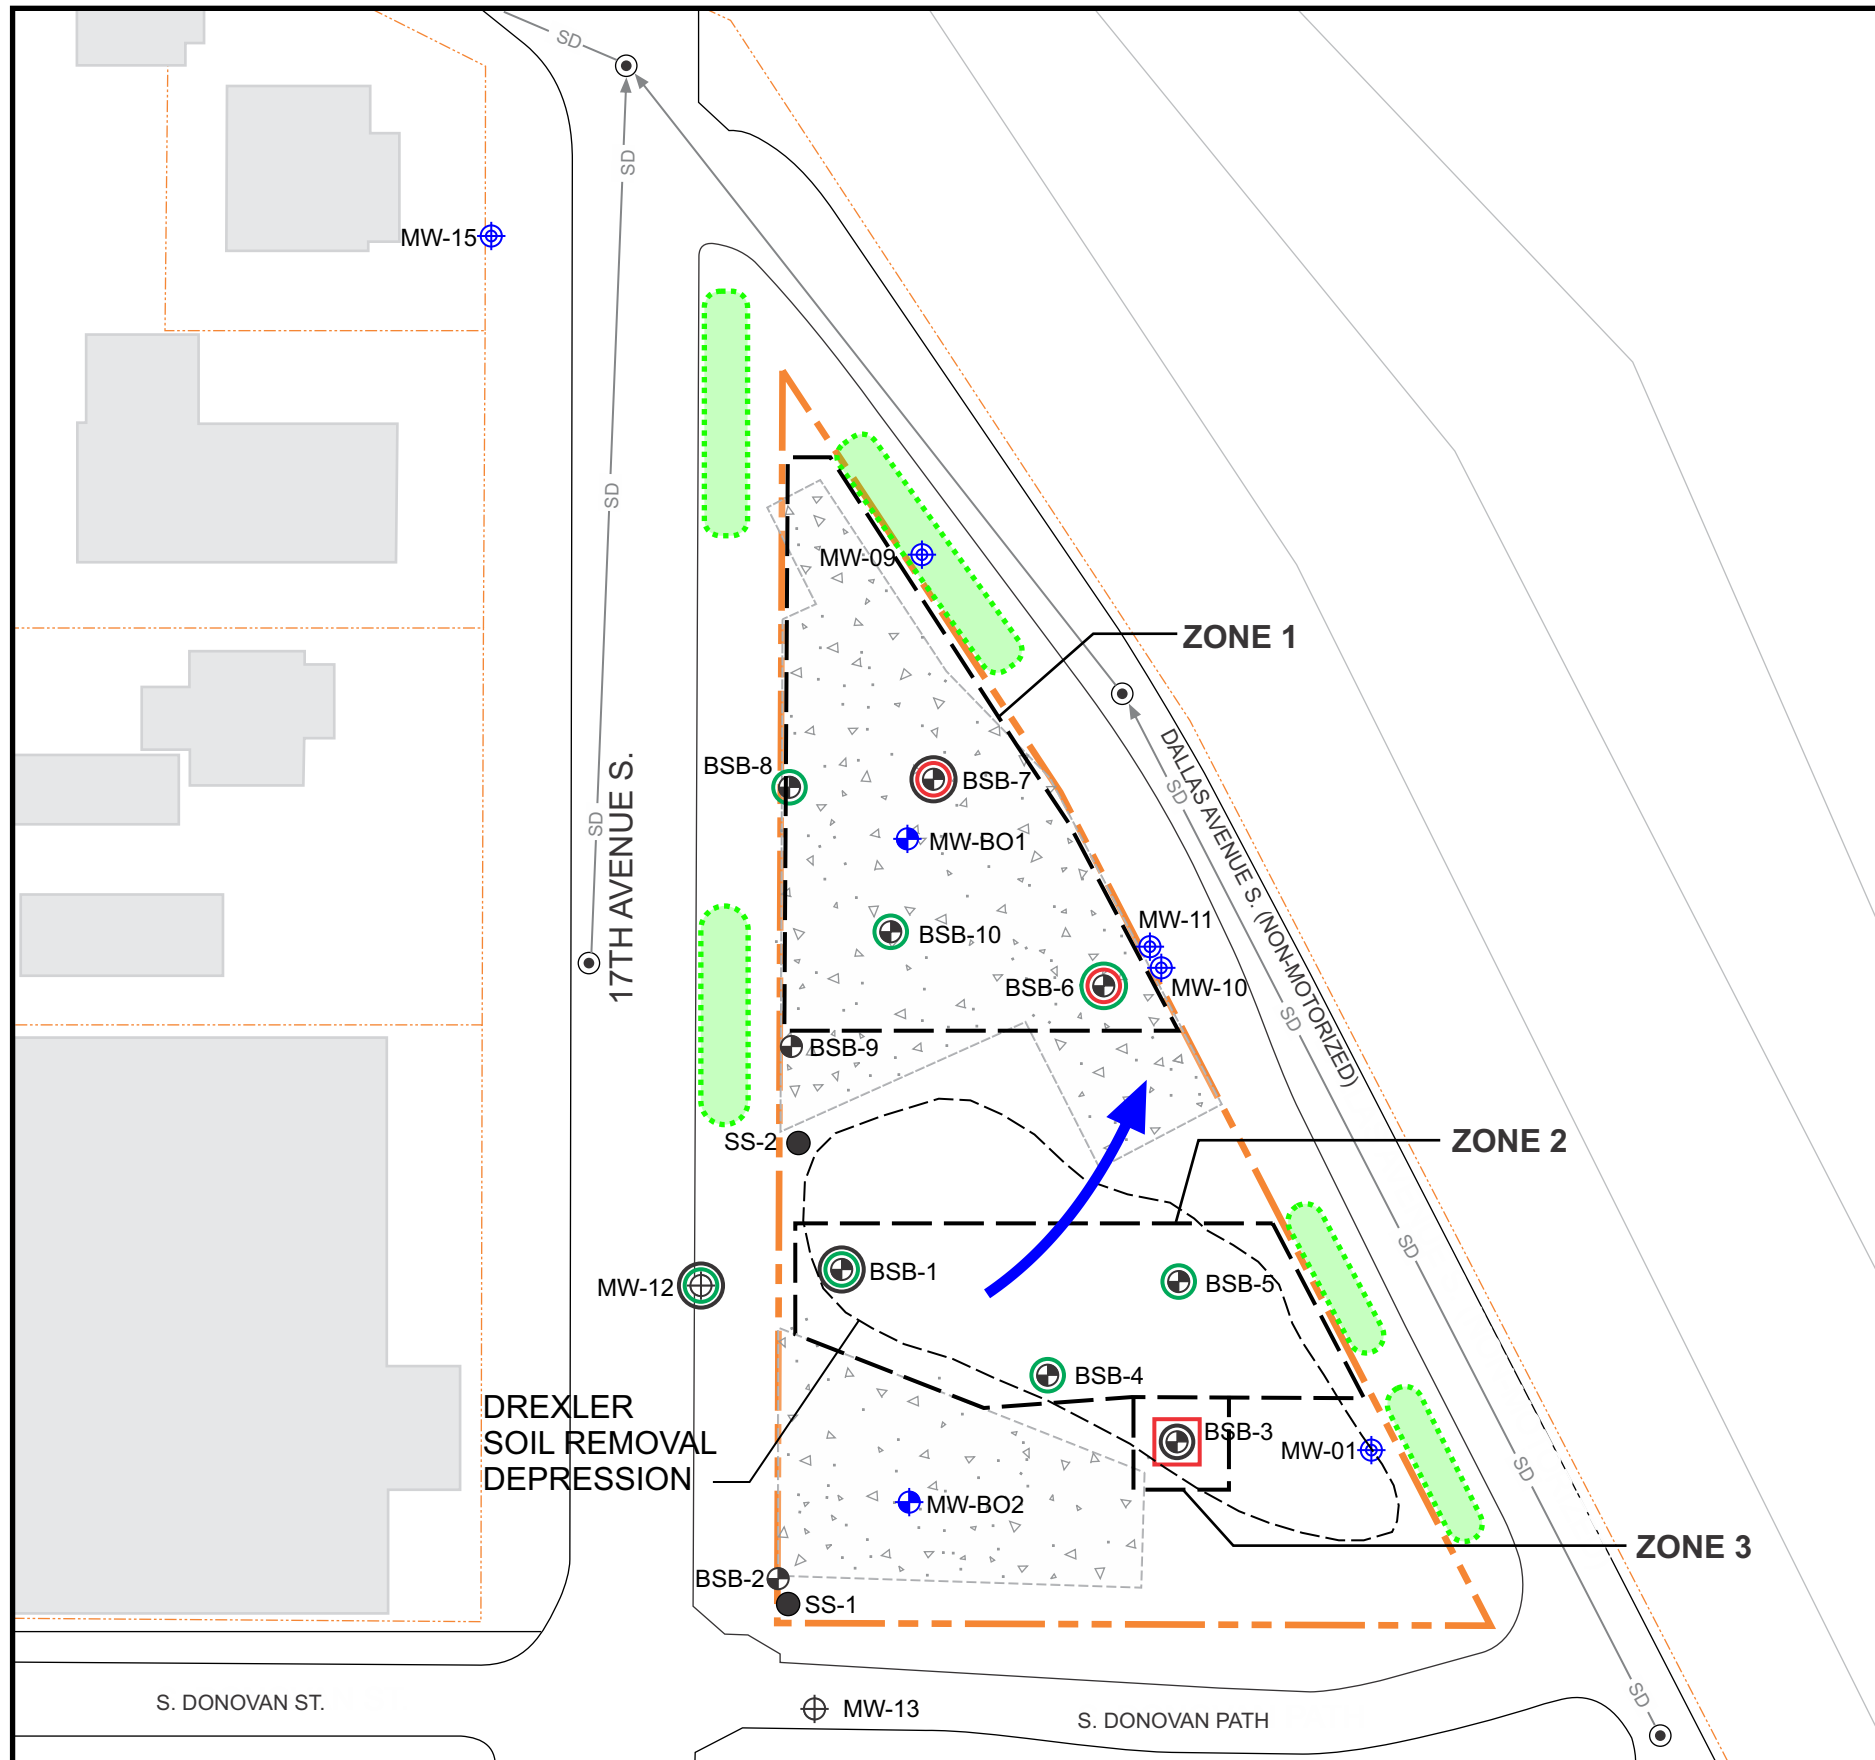 SD
SD
MW-15
SD
MW-09
ZONE 1
BSB-8
BSB-7
MW-BO1
SD
17TH AVENUE S.
DALLAS AVENUE S. (NON-MOTORIZED)
SD
BSB-10
MW-11
BSB-6
MW-10
SD
BSB-9
SS-2
ZONE 2
SD
MW-12
BSB-1
BSB-5
BSB-4
DREXLER
SOIL REMOVAL
DEPRESSION
BSB-3
MW-01
SD
MW-BO2
ZONE 3
BSB-2
SS-1
SD
S. DONOVAN ST.
MW-13
S. DONOVAN PATH